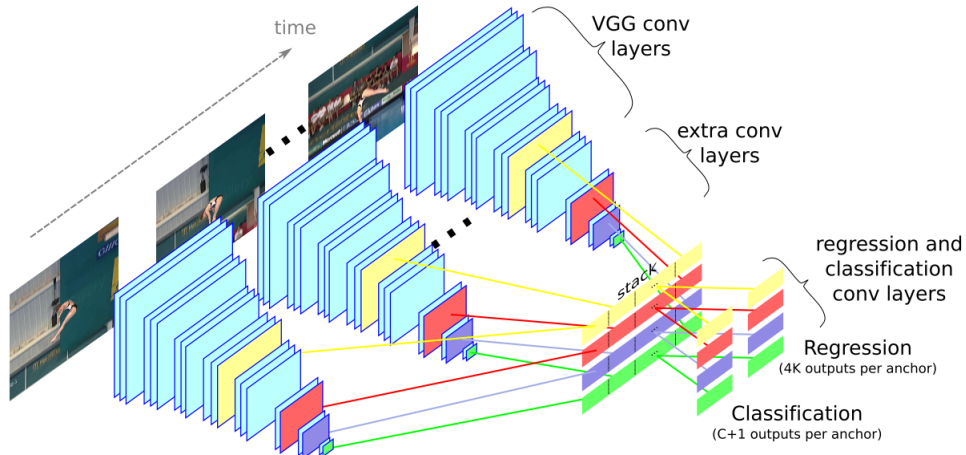 time
VGG conv
layers
extra conv
layers
stack
regression and
classification
conv layers
Regression
(4K outputs per anchor)
Classification
(C+1 outputs per anchor)